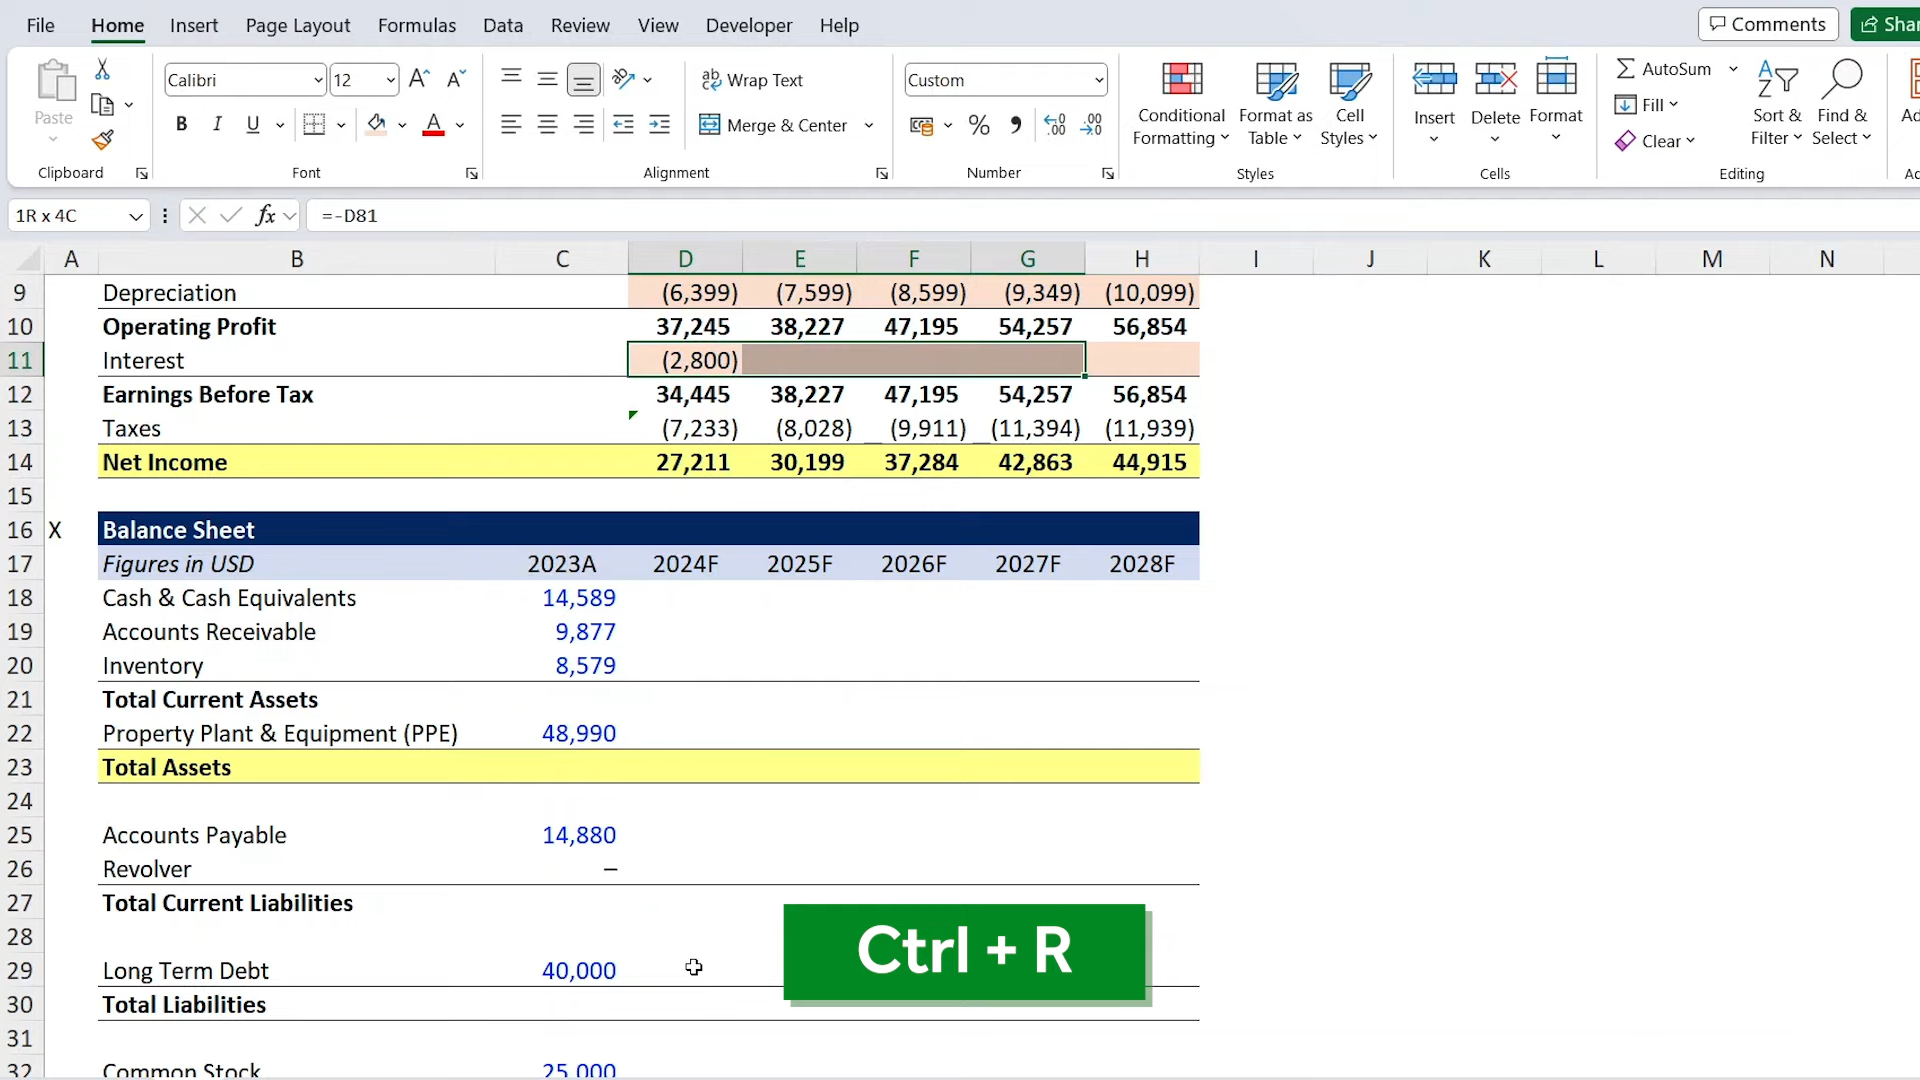 File Home Insert Page Layout Formulas Data Review View Developer Help Comments
Calibri 12 Wrap Text Custom AutoSum
Paste B I U Merge & Center % Conditional Formatting Format as Table Cell Styles Insert Delete Format Fill Clear Sort & Filter Find & Select
Clipboard Font Alignment Number Styles Cells Editing
1R x 4C fx =-D81
A B C D E F G H I J K L M N
9 Depreciation (6,399) (7,599) (8,599) (9,349) (10,099)
10 Operating Profit 37,245 38,227 47,195 54,257 56,854
11 Interest (2,800)
12 Earnings Before Tax 34,445 38,227 47,195 54,257 56,854
13 Taxes (7,233) (8,028) (9,911) (11,394) (11,939)
14 Net Income 27,211 30,199 37,284 42,863 44,915
15
16 X Balance Sheet
17 Figures in USD 2023A 2024F 2025F 2026F 2027F 2028F
18 Cash & Cash Equivalents 14,589
19 Accounts Receivable 9,877
20 Inventory 8,579
21 Total Current Assets
22 Property Plant & Equipment (PPE) 48,990
23 Total Assets
24
25 Accounts Payable 14,880
26 Revolver –
27 Total Current Liabilities
28
Ctrl + R
29 Long Term Debt 40,000
30 Total Liabilities
31
32 Common Stock 25,000